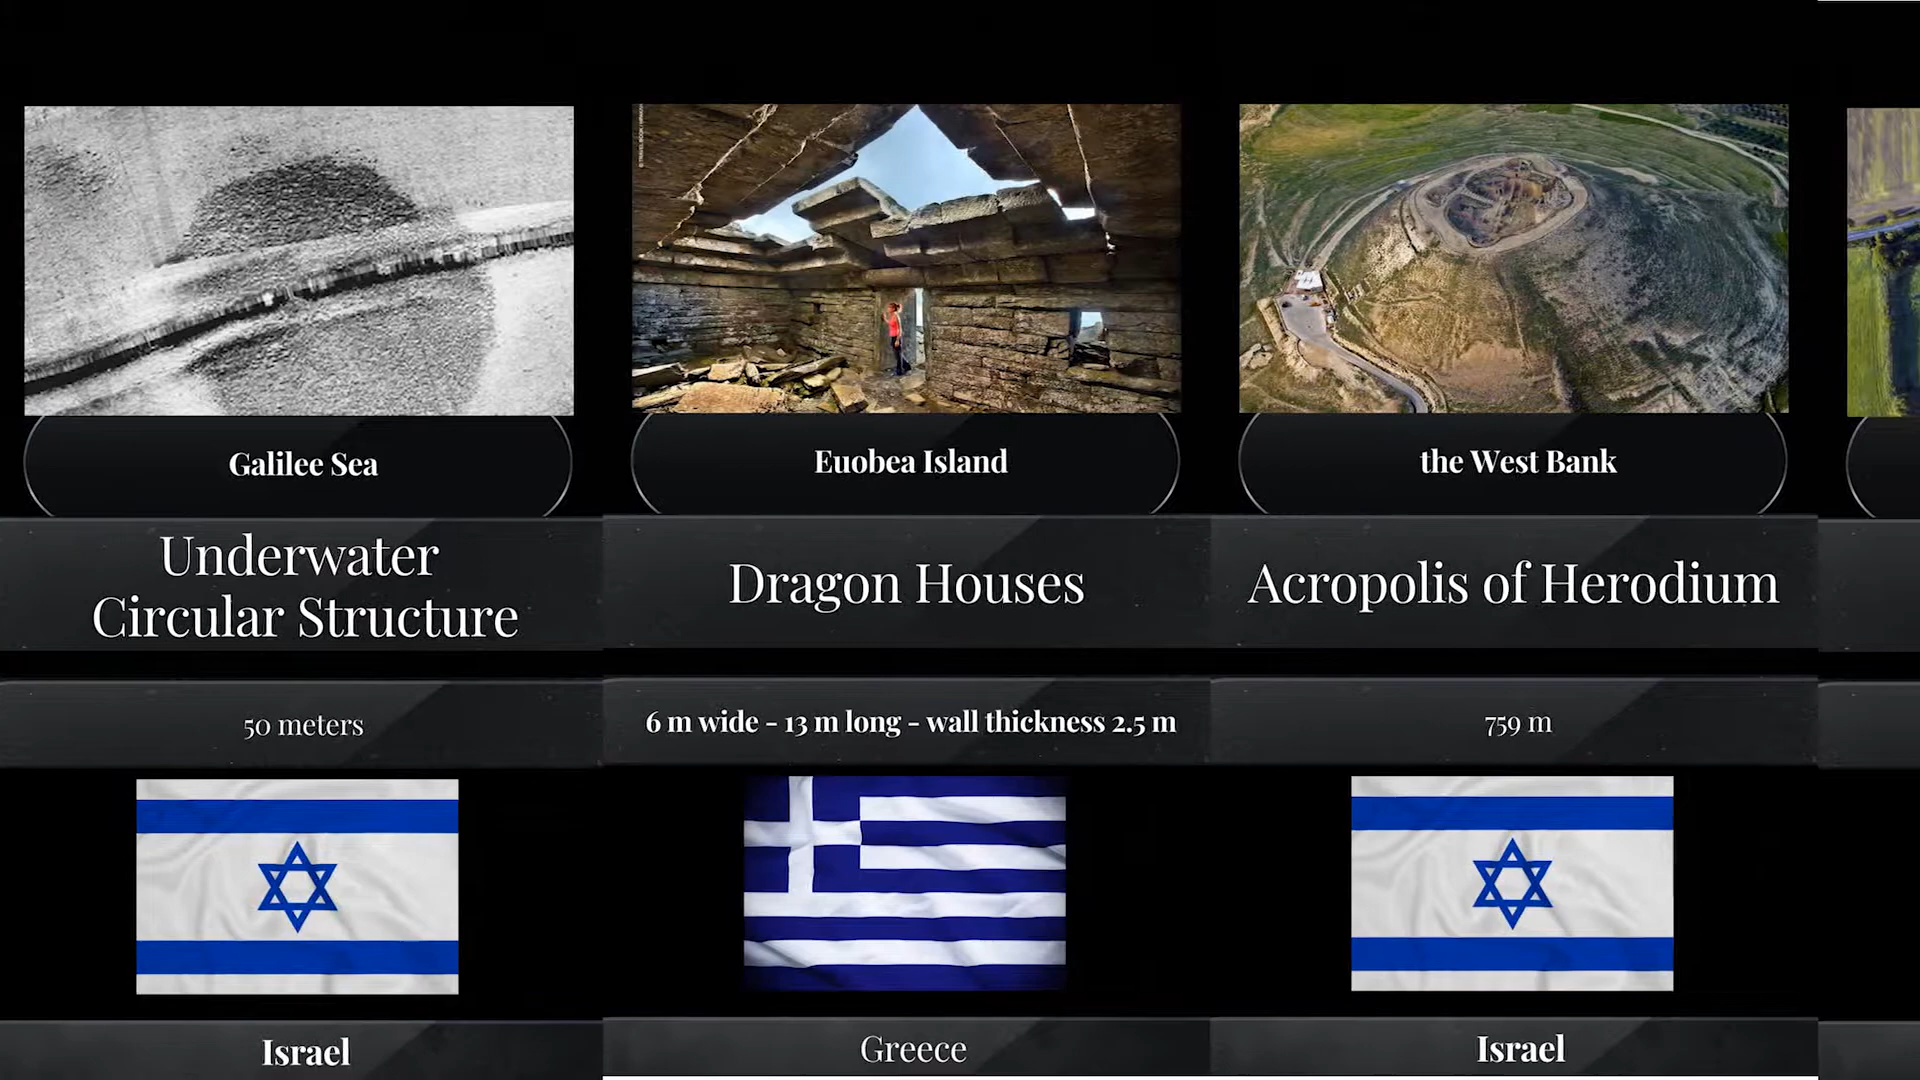 Galilee Sea
Underwater
Circular Structure
50 meters
Israel
Euobea Island
Dragon Houses
6 m wide - 13 m long - wall thickness 2.5 m
Greece
the West Bank
Acropolis of Herodium
759 m
Israel